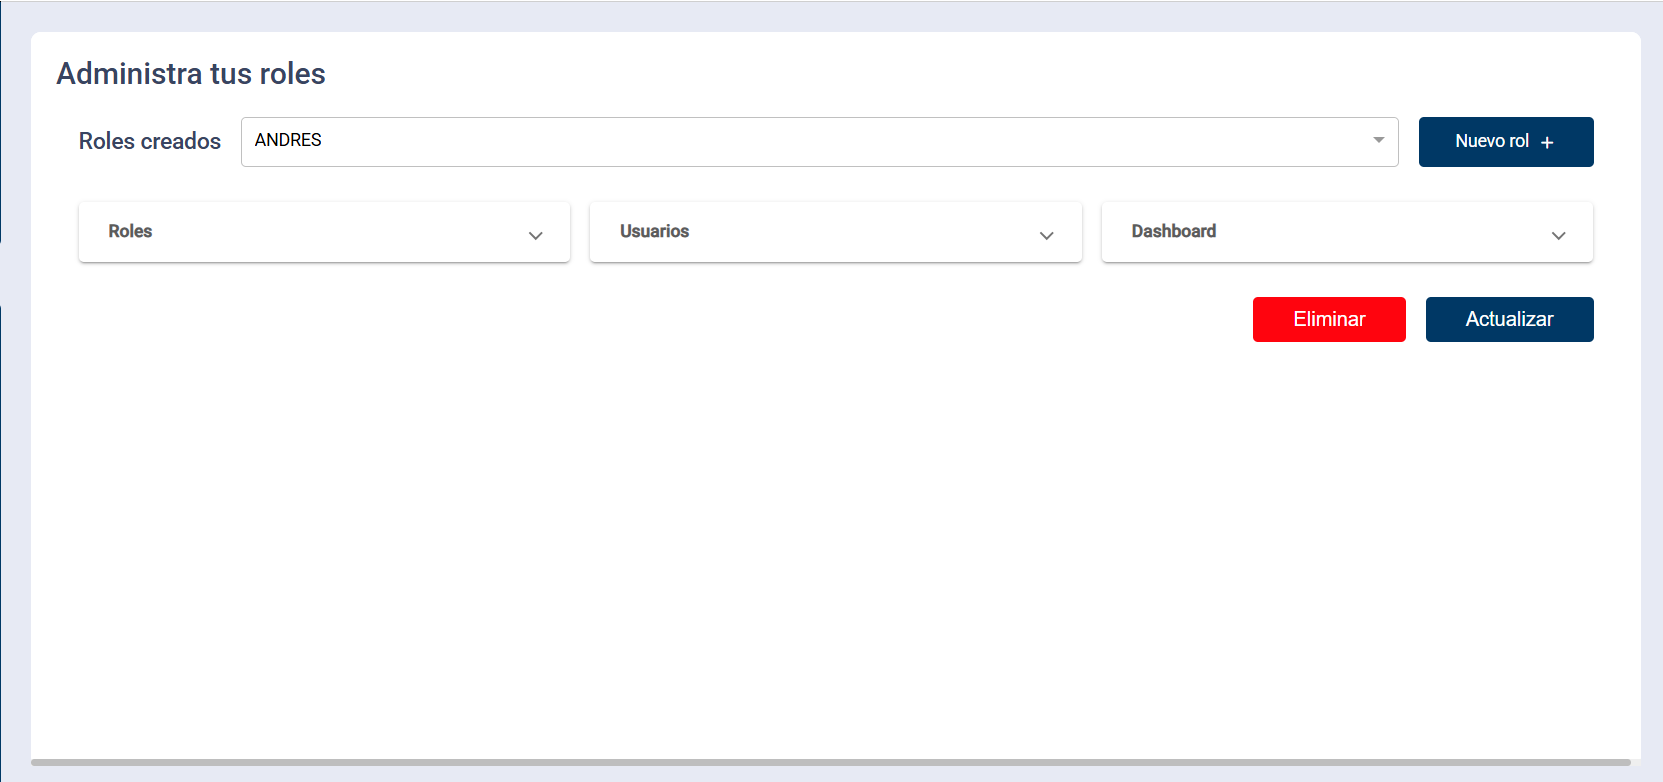 Administra tus roles
Roles creados ANDRES Nuevo rol +
Roles Usuarios Dashboard
Eliminar Actualizar